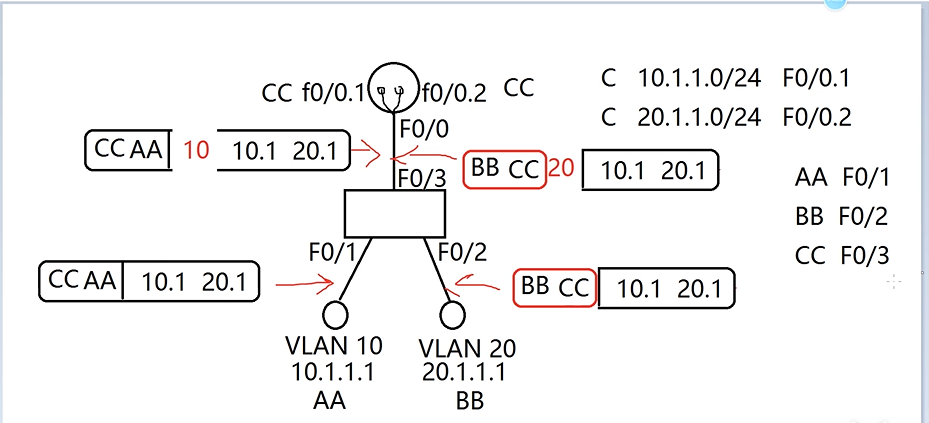 CC f0/0.1 f0/0.2 CC
C 10.1.1.0/24 F0/0.1
C 20.1.1.0/24 F0/0.2
F0/0
CC AA 10 10.1 20.1
BB CC 20 10.1 20.1
F0/3
AA F0/1
BB F0/2
CC F0/3
F0/1 F0/2
CC AA 10.1 20.1
BB CC 10.1 20.1
VLAN 10
10.1.1.1
AA
VLAN 20
20.1.1.1
BB